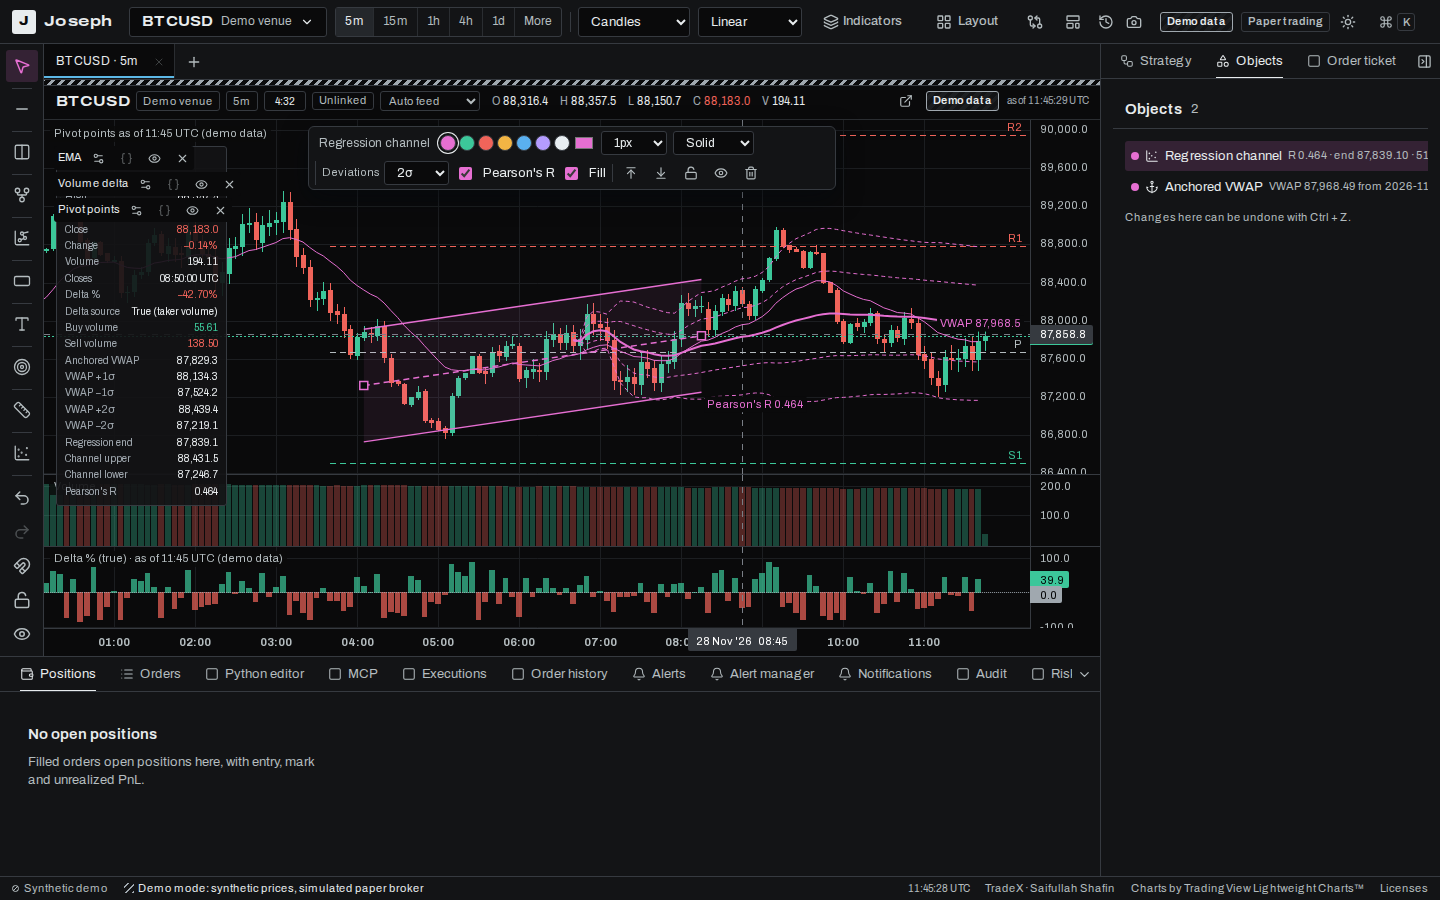 J Joseph BTCUSD Demo venue 5m 15m 1h 4h 1d More Candles Linear Indicators Layout Demo data Paper trading ⌘ K
BTCUSD · 5m
Strategy Objects Order ticket
BTCUSD Demo venue 5m 4:32 Unlinked Auto feed O 88,316.4 H 88,357.5 L 88,150.7 C 88,183.0 V 194.11 Demo data as of 11:45:29 UTC
Objects 2
Regression channel R 0.464 · end 87,839.10 · 51
Anchored VWAP VWAP 87,968.49 from 2026-11
Changes here can be undone with Ctrl + Z.
Pivot points as of 11:45 UTC (demo data)
EMA
Volume delta
Pivot points
Regression channel 1px Solid
Deviations 2σ Pearson's R Fill
Close 88,183.0
Change −0.14%
Volume 194.11
Closes 08:50:00 UTC
Delta % −42.70%
Delta source True (taker volume)
Buy volume 55.61
Sell volume 138.50
Anchored VWAP 87,829.3
VWAP +1σ 88,134.3
VWAP −1σ 87,524.2
VWAP +2σ 88,439.4
VWAP −2σ 87,219.1
Regression end 87,839.1
Channel upper 88,431.5
Channel lower 87,246.7
Pearson's R 0.464
R2
R1
VWAP 87,968.5
P
Pearson's R 0.464
S1
90,000.0
89,600.0
89,200.0
88,800.0
88,400.0
88,000.0
87,858.8
87,600.0
87,200.0
86,800.0
86,400.0
200.0
100.0
Delta % (true) · as of 11:45 UTC (demo data)
100.0
39.9
0.0
-100.0
01:00 02:00 03:00 04:00 05:00 06:00 07:00 08:0 28 Nov '26 08:45 10:00 11:00
Positions Orders Python editor MCP Executions Order history Alerts Alert manager Notifications Audit Risl
No open positions
Filled orders open positions here, with entry, mark
and unrealized PnL.
Synthetic demo Demo mode: synthetic prices, simulated paper broker 11:45:28 UTC TradeX · Saifullah Shafin Charts by TradingView Lightweight Charts™ Licenses